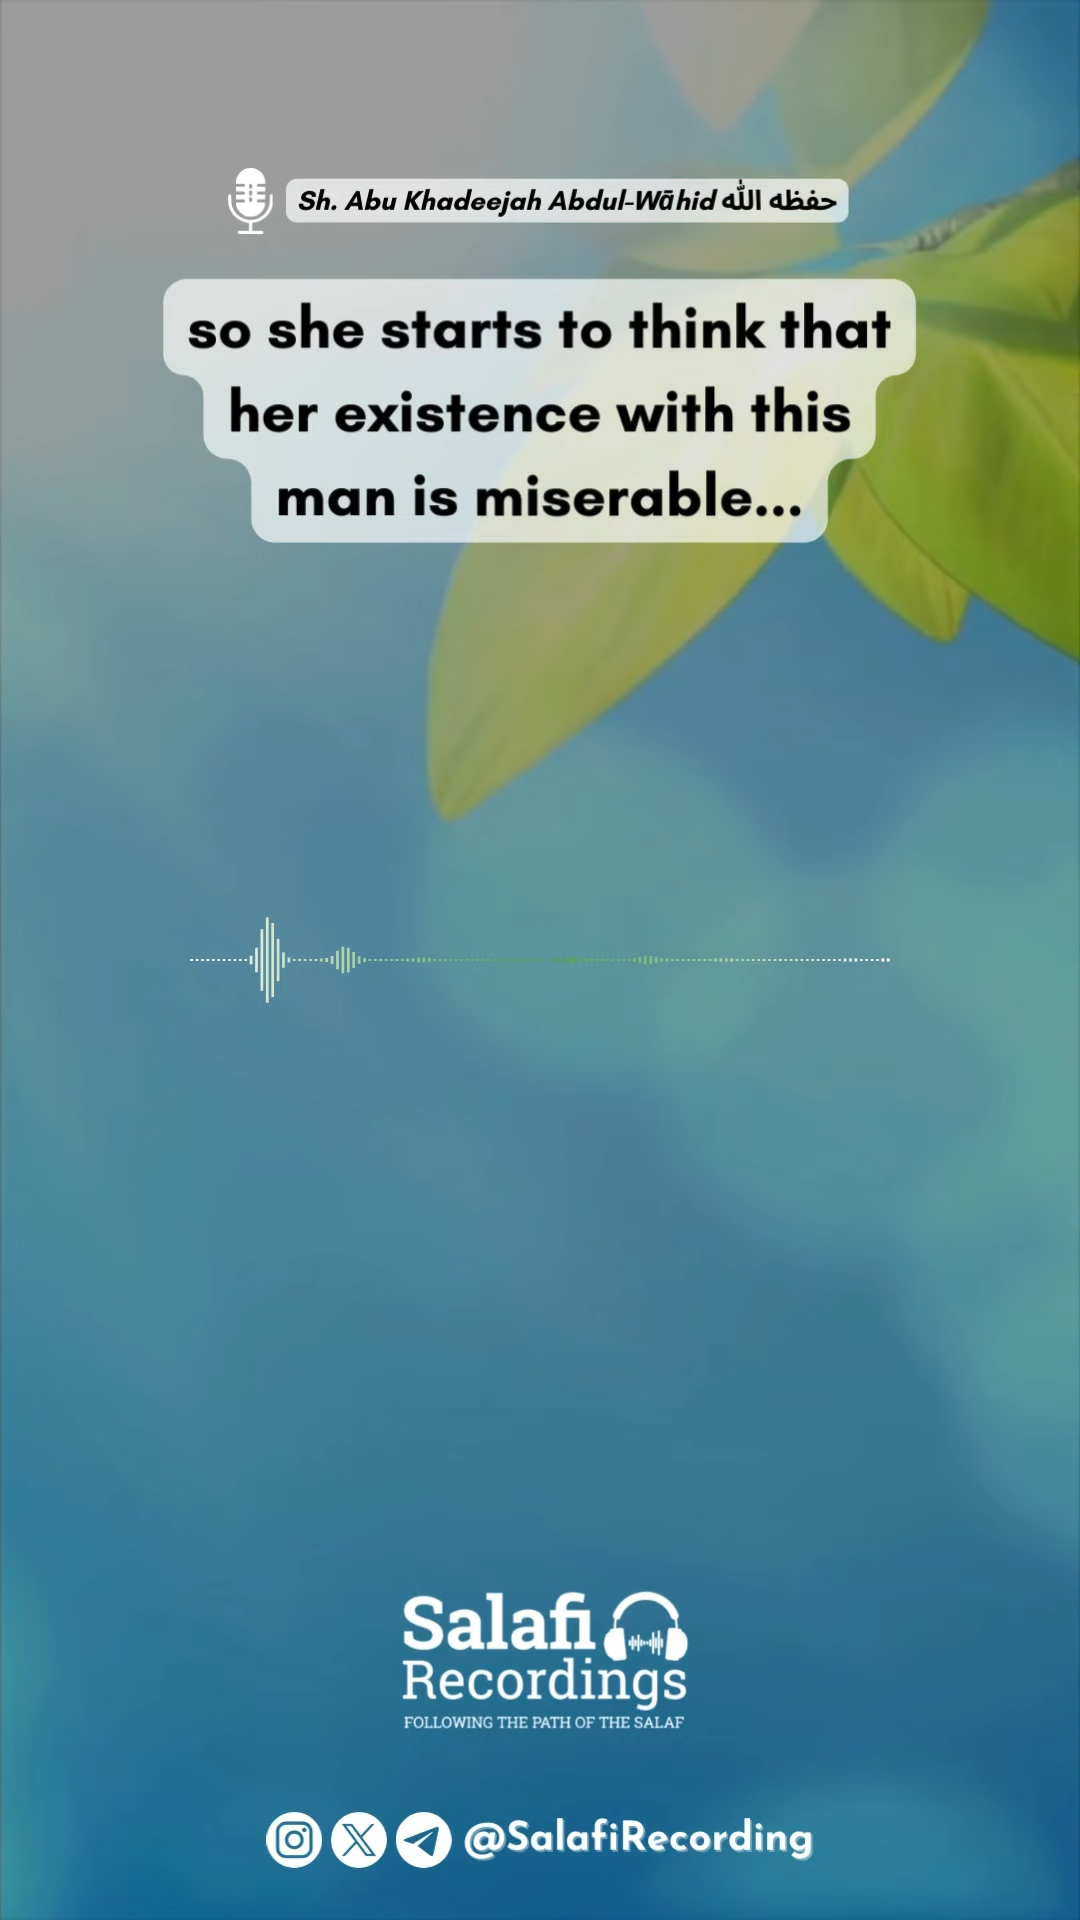 Sh. Abu Khadeejah Abdul-Wāhid حفظه الله
so she starts to think that
her existence with this
man is miserable...
Salafi
Recordings
FOLLOWING THE PATH OF THE SALAF
@SalafiRecording